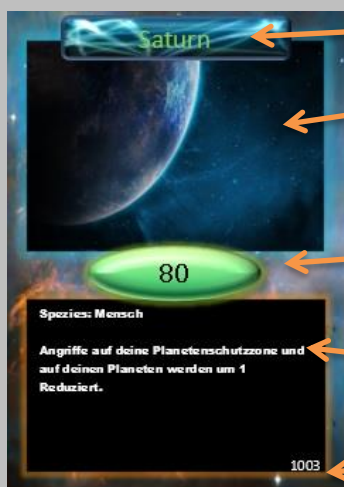 Saturn
80
Spezies: Mensch
Angriffe auf deine Planetenschutzzone und
auf deinen Planeten werden um 1
Reduziert.
1003